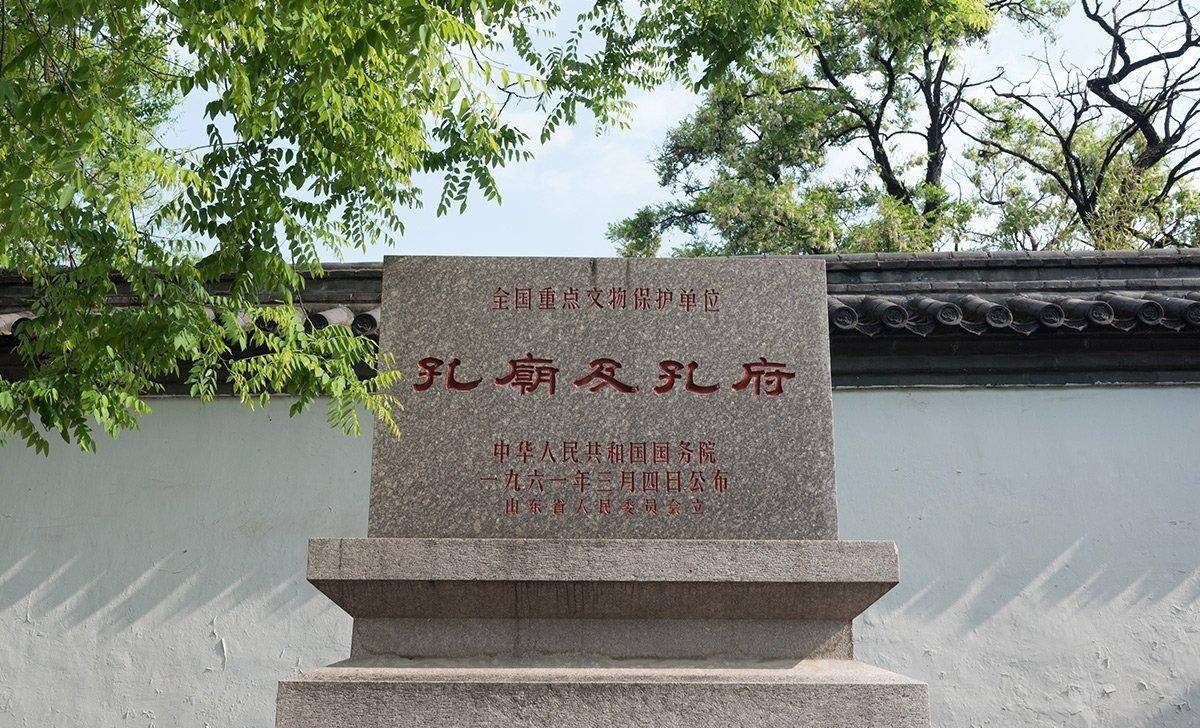 全国重点文物保护单位
孔廟及孔府
中华人民共和国国务院
一九六一年三月四日公布
山东省人民委员会立